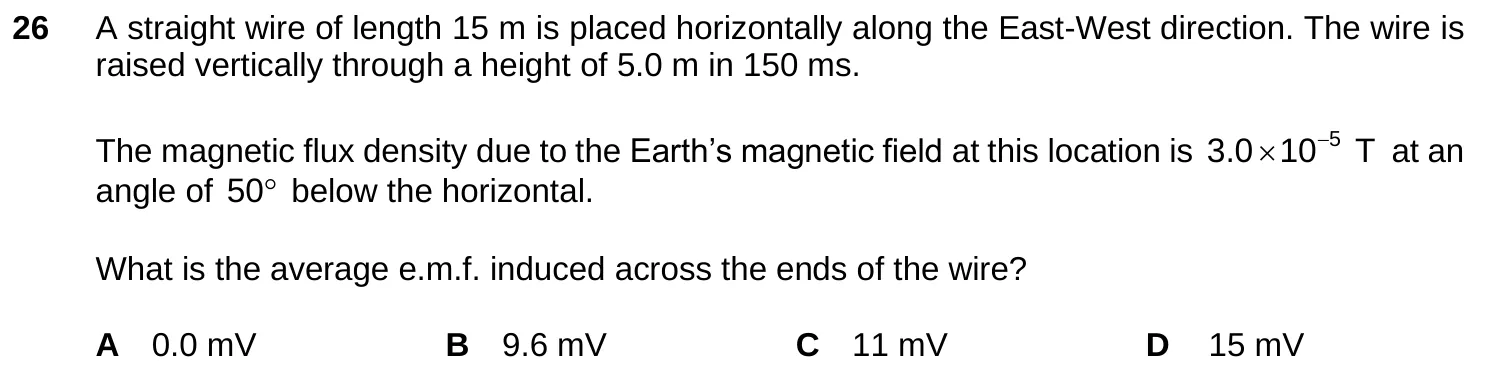 26 A straight wire of length 15 m is placed horizontally along the East-West direction. The wire is
raised vertically through a height of 5.0 m in 150 ms.
The magnetic flux density due to the Earth’s magnetic field at this location is 3.0×10⁻⁵ T at an
angle of 50° below the horizontal.
What is the average e.m.f. induced across the ends of the wire?
A 0.0 mV B 9.6 mV C 11 mV D 15 mV